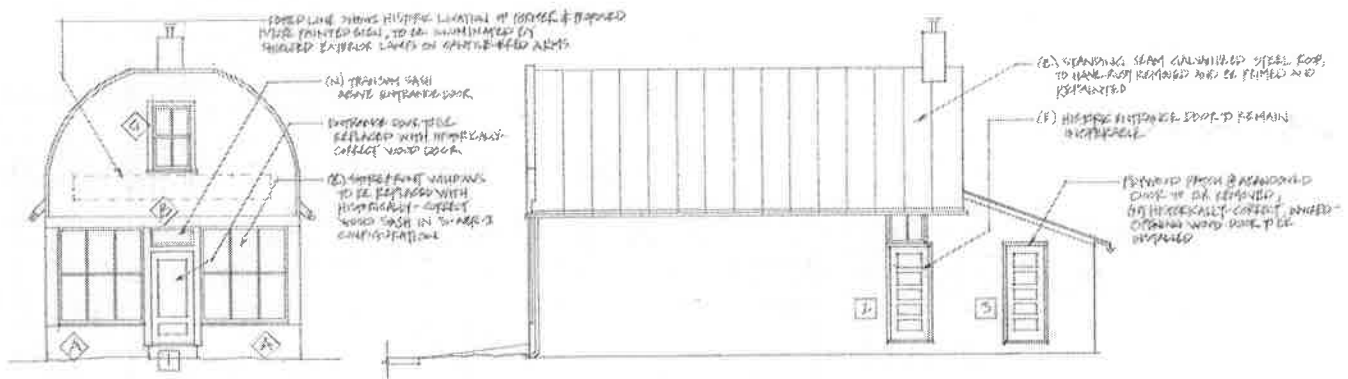 DOTTED LINE SHOWS HISTORIC LOCATION OF FORMER & PROPOSED
PAINTED SIGN, TO BE ILLUMINATED BY
SHIELDED EXTERIOR LAMPS ON CANTILEVERED ARMS
(N) TRANSOM SASH
ABOVE ENTRANCE DOOR
ENTRANCE DOOR TO BE
REPLACED WITH HISTORICALLY-
CORRECT WOOD DOOR
(E) STOREFRONT WINDOWS
TO BE REPLACED WITH
HISTORICALLY-CORRECT
WOOD SASH IN
CONFIGURATION
G
B
A
A
1
(E) STANDING SEAM GALVANIZED STEEL ROOF,
TO HAVE RUST REMOVED AND BE PRIMED AND
REPAINTED
(E) HISTORIC ENTRANCE DOOR TO REMAIN
INOPERABLE
PLYWOOD PATCH @ ABANDONED
DOOR TO BE REMOVED,
(N) HISTORICALLY-CORRECT
OPENING WOOD DOOR TO BE
INSTALLED
2
3